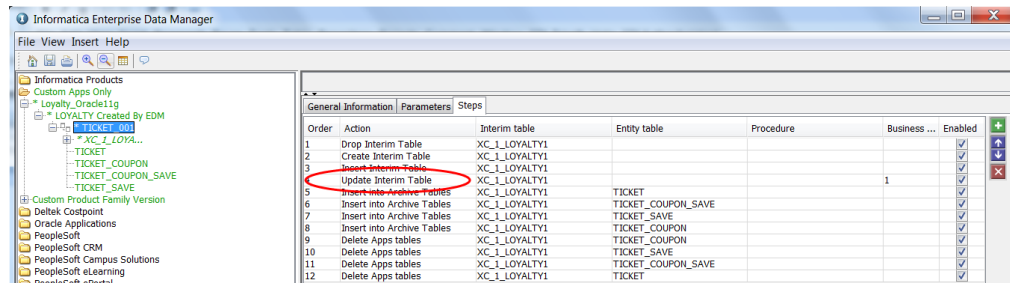 Informatica Enterprise Data Manager
File View Insert Help
Informatica Products
Custom Apps Only
* Loyalty_Oracle11g
* LOYALTY Created By EDM
* TICKET_001
* XC_1_LOYA...
TICKET
TICKET_COUPON
TICKET_COUPON_SAVE
TICKET_SAVE
Custom Product Family Version
Deltek Costpoint
Oracle Applications
PeopleSoft
PeopleSoft CRM
PeopleSoft Campus Solutions
PeopleSoft eLearning
PeopleSoft ePortal
General Information Parameters Steps
Order Action Interim table Entity table Procedure Business ... Enabled
1 Drop Interim Table XC_1_LOYALTY1
2 Create Interim Table XC_1_LOYALTY1
3 Insert Interim Table XC_1_LOYALTY1
4 Update Interim Table XC_1_LOYALTY1 1
5 Insert into Archive Tables XC_1_LOYALTY1 TICKET
6 Insert into Archive Tables XC_1_LOYALTY1 TICKET_COUPON_SAVE
7 Insert into Archive Tables XC_1_LOYALTY1 TICKET_SAVE
8 Insert into Archive Tables XC_1_LOYALTY1 TICKET_COUPON
9 Delete Apps tables XC_1_LOYALTY1 TICKET_COUPON
10 Delete Apps tables XC_1_LOYALTY1 TICKET_SAVE
11 Delete Apps tables XC_1_LOYALTY1 TICKET_COUPON_SAVE
12 Delete Apps tables XC_1_LOYALTY1 TICKET